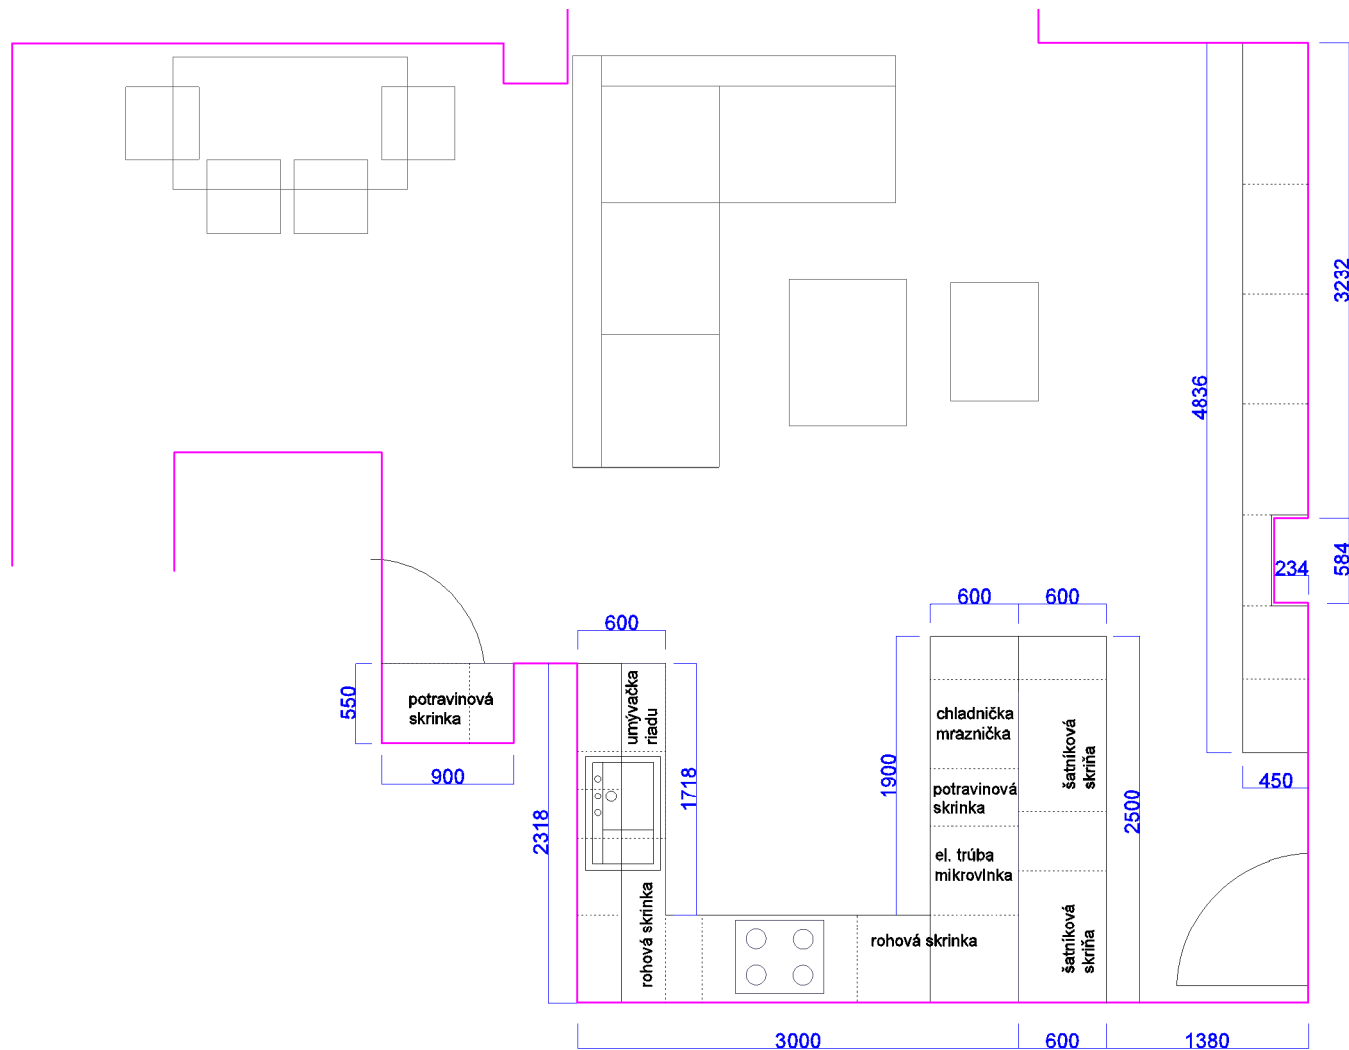 3232
4836
584
234
600
600
600
550
potravinová
skrinka
900
umývačka
riadu
1718
2318
rohová skrinka
1900
chladnička
mraznička
potravinová
skrinka
el. trúba
mikrovlnka
šatníková
skriňa
2500
450
rohová skrinka
šatníková
skriňa
3000
600
1380